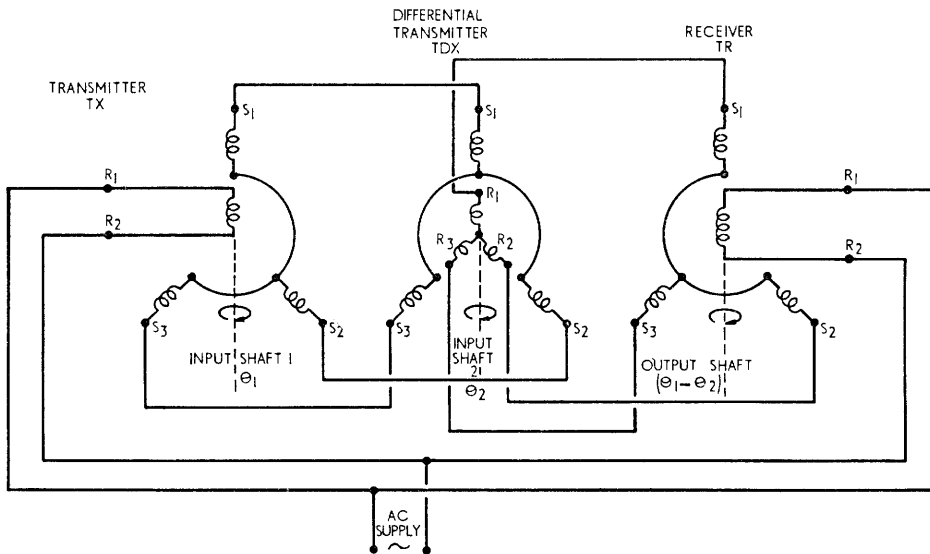 DIFFERENTIAL
TRANSMITTER
TDX
RECEIVER
TR
TRANSMITTER
TX
S1
S1
S1
R1
R2
R1
R3
R2
R1
R2
S3
S2
S3
S2
S3
S2
INPUT SHAFT 1
θ1
INPUT
SHAFT
2
θ2
OUTPUT SHAFT
(θ1-θ2)
AC
SUPPLY
~